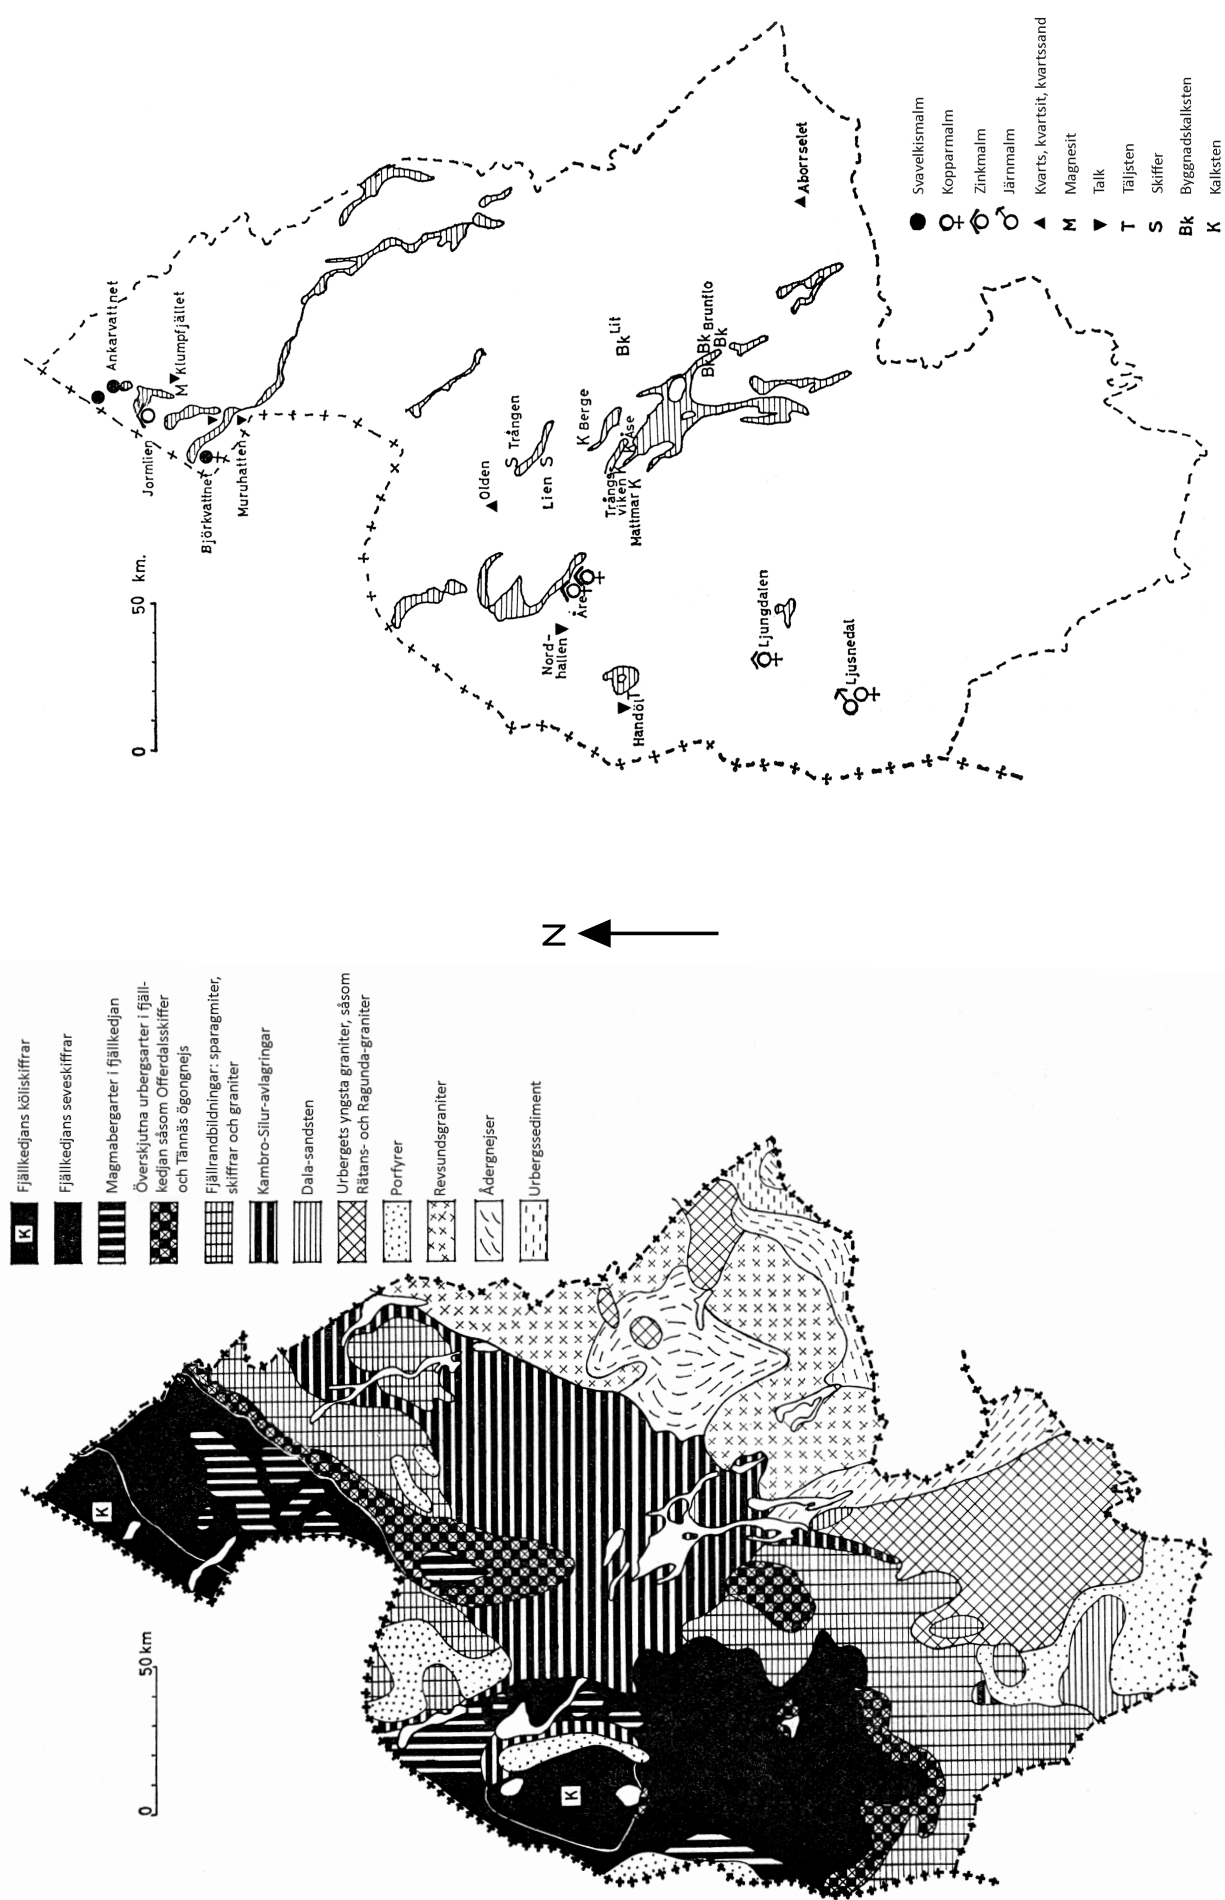 Ankarvattnet
M Klumpfjället
Jormlien
Björkvattnet
Muruhatten
0 50 km.
Olden
S Trången
Lien S
K Berge
Bk Lit
Bk Bk Brunflo
Bk
Trångs-
viken K
K Åse
Mattmar K
Åre
Nord-
hallen
Handöl T
Ljungdalen
Ljusnedal
Aborrselet
Svavelkismalm
Kopparmalm
Zinkmalm
Järnmalm
Kvarts, kvartsit, kvartssand
M Magnesit
Talk
T Täljsten
S Skiffer
Bk Byggnadskalksten
K Kalksten
N
K Fjällkedjans köliskiffrar
Fjällkedjans seveskiffrar
Magmabergarter i fjällkedjan
Överskjutna urbergsarter i fjäll-
kedjan såsom Offerdalsskiffer
och Tännäs ögongnejs
Fjällrandbildningar: sparagmiter,
skiffrar och graniter
Kambro-Silur-avlagringar
Dala-sandsten
Urbergets yngsta graniter, såsom
Rätans- och Ragunda-graniter
Porfyrer
Revsundsgraniter
Ådergnejser
Urbergssediment
K
0 50 km
K